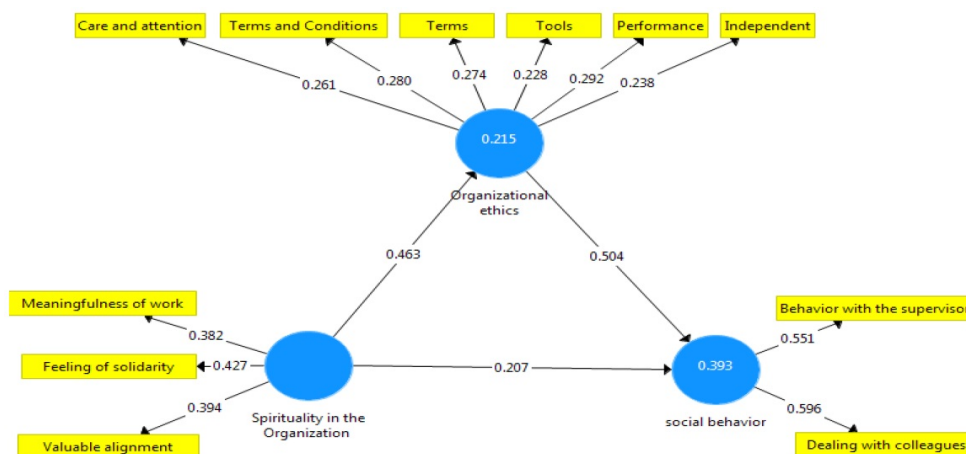 Care and attention
Terms and Conditions
Terms
Tools
Performance
Independent
0.261
0.280
0.274
0.228
0.292
0.238
0.215
Organizational
ethics
0.463
0.504
Meaningfulness of work
0.382
Feeling of solidarity
0.427
0.394
Valuable alignment
Spirituality in the
Organization
0.207
0.393
social behavior
Behavior with the supervisor
0.551
0.596
Dealing with colleagues